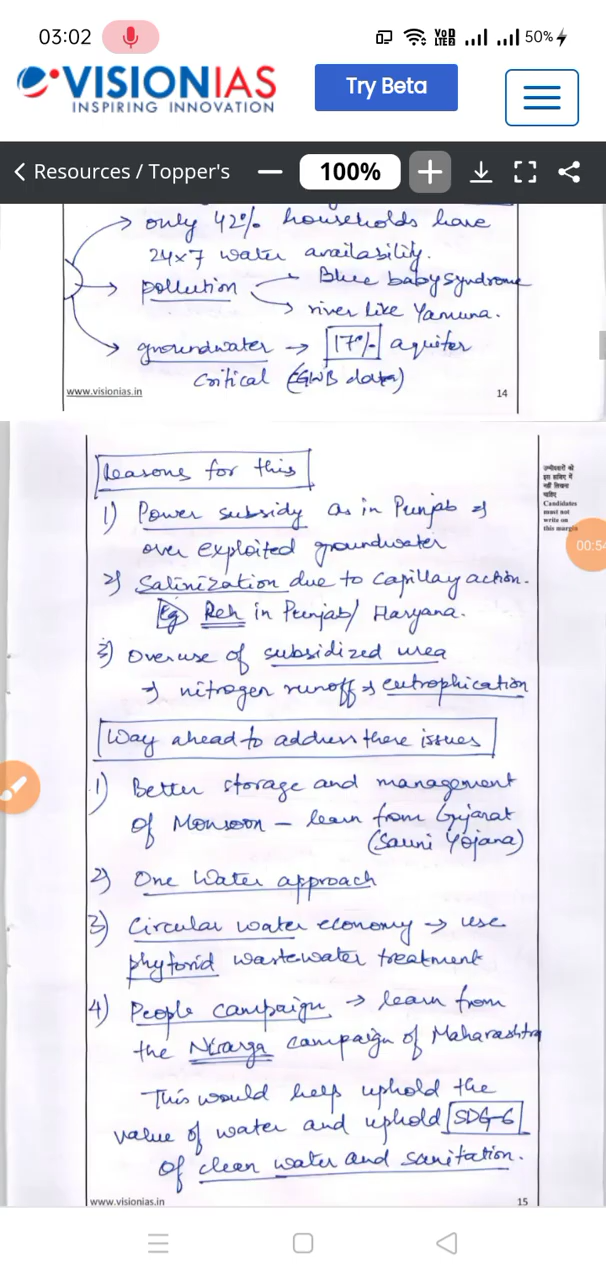 03:02
50%
VISIONIAS
INSPIRING INNOVATION
Try Beta
Resources / Topper's
100%
→ only 42% households have
24x7 water availability.
→ pollution → Blue baby syndrome
→ river like Yamuna.
→ groundwater → 17% aquifer
Critical (CGWB data)
www.visionias.in 14
Reasons for this
उम्मीदवारों को
इस हाशिए में
नहीं लिखना
चाहिए
Candidates
must not
write on
this margin
1) Power subsidy as in Punjab ⇒
over exploited groundwater
00:54
2) Salinization due to capillay action.
Eg Reh in Punjab/ Haryana.
3) Overuse of subsidized urea
⇒ nitrogen runoff ⇒ eutrophication
Way ahead to address these issues
1) Better storage and management
of Monsoon – learn from Gujarat
(Sauni Yojana)
2) One Water approach
3) Circular water economy → use
phytorid wastewater treatment
4) People campaign → learn from
the campaign of Maharashtra
This would help uphold the
value of water and uphold SDG-6
of clean water and sanitation.
www.visionias.in 15